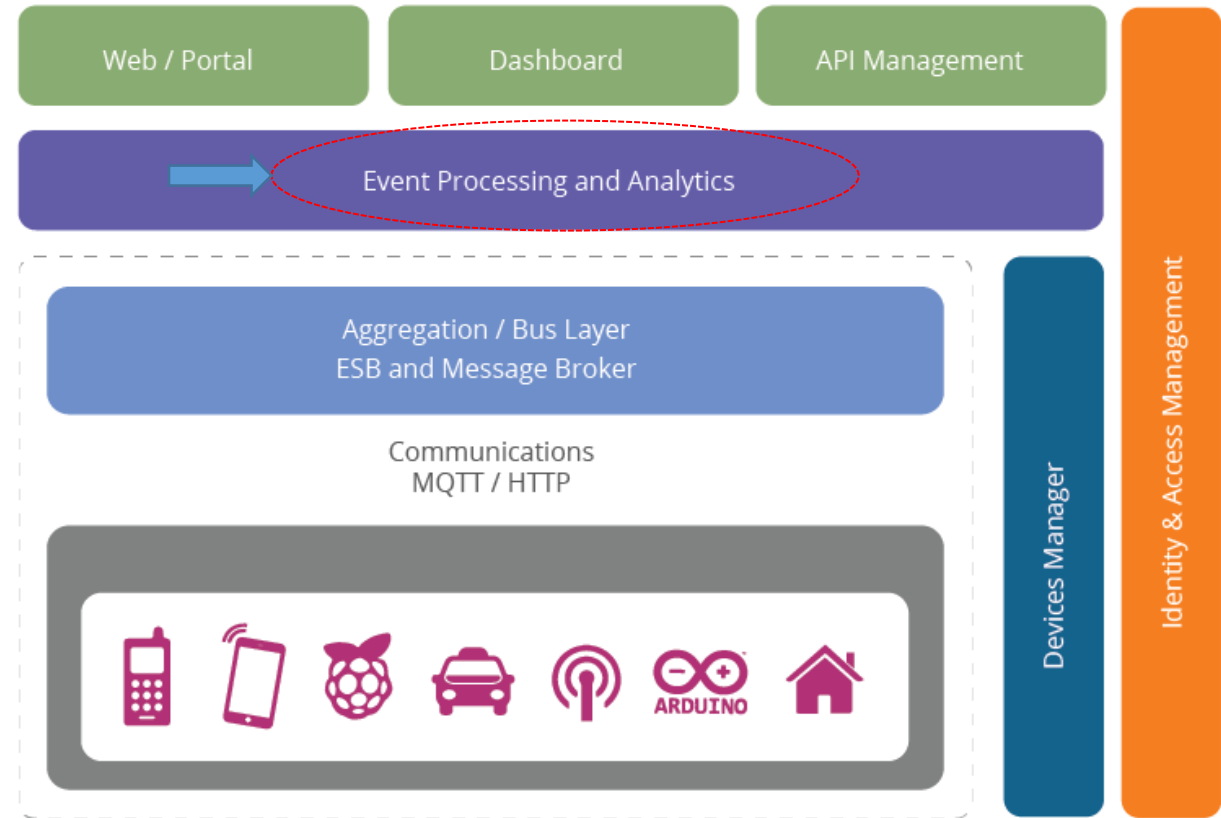 Web / Portal
Dashboard
API Management
Event Processing and Analytics
Aggregation / Bus Layer
ESB and Message Broker
Communications
MQTT / HTTP
ARDUINO
Devices Manager
Identity & Access Management